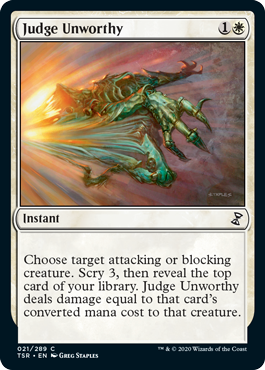 Judge Unworthy 1
G.STAPLES
Instant
Choose target attacking or blocking
creature. Scry 3, then reveal the top
card of your library. Judge Unworthy
deals damage equal to that card's
converted mana cost to that creature.
021/289 C
TSR • EN Greg Staples
™ & © 2020 Wizards of the Coast